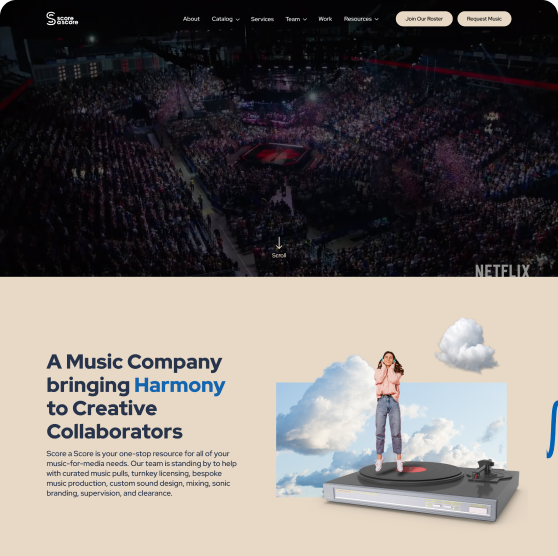 score
a score
About
Catalog
Services
Team
Work
Resources
Join Our Roster
Request Music
Scroll
NETFLIX
A Music Company
bringing Harmony
to Creative
Collaborators
Score a Score is your one-stop resource for all of your
music-for-media needs. Our team is standing by to help
with curated music pulls, turnkey licensing, bespoke
music production, custom sound design, mixing, sonic
branding, supervision, and clearance.